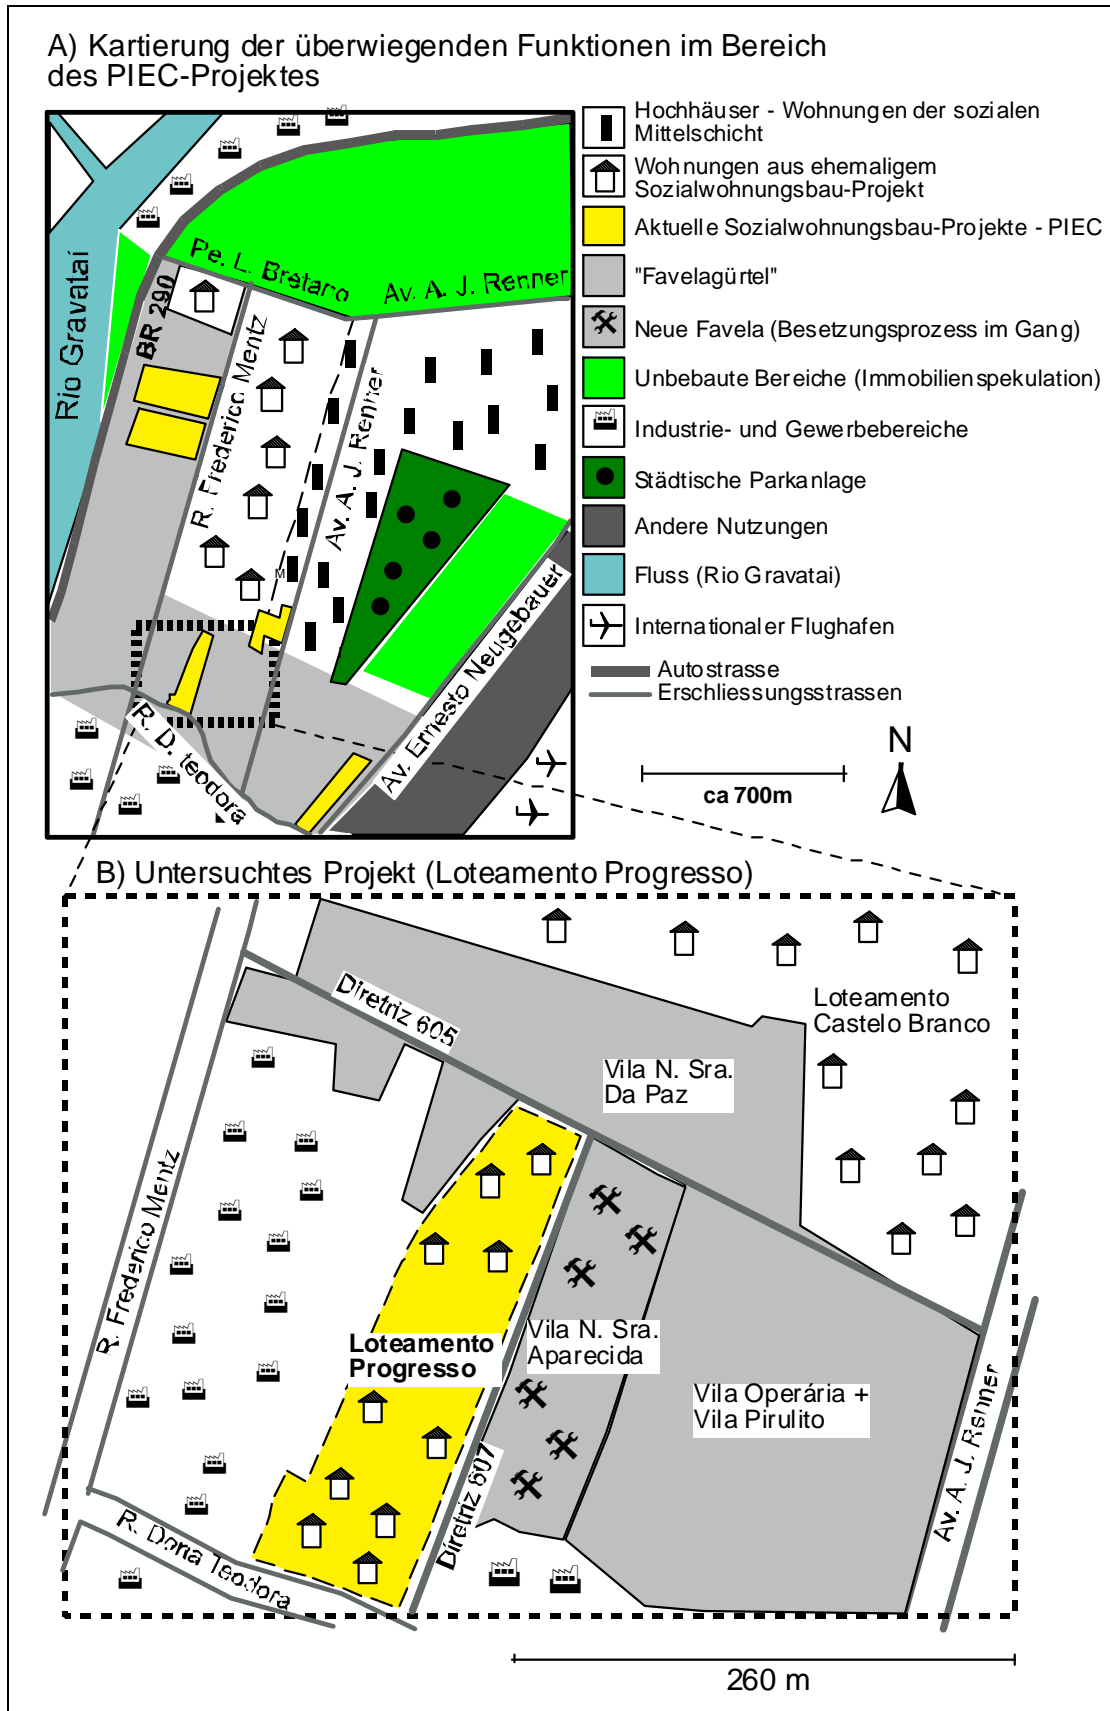 A) Kartierung der überwiegenden Funktionen im Bereich
des PIEC-Projektes
Hochhäuser - Wohnungen der sozialen
Mittelschicht
Wohnungen aus ehemaligem
Sozialwohnungsbau-Projekt
Aktuelle Sozialwohnungsbau-Projekte - PIEC
"Favelagürtel"
Neue Favela (Besetzungsprozess im Gang)
Unbebaute Bereiche (Immobilienspekulation)
Industrie- und Gewerbebereiche
Städtische Parkanlage
Andere Nutzungen
Fluss (Rio Gravatai)
Internationaler Flughafen
Autostrasse
Erschliessungsstrassen
N
ca 700m
Rio Gravataí
BR 290
Pe. L. Bretano
Av. A. J. Renner
R. Frederico Mentz
Av. A. J. Renner
M
Av. Ernesto Neugebauer
R. D. teodora
B) Untersuchtes Projekt (Loteamento Progresso)
Diretriz 605
Loteamento
Castelo Branco
Vila N. Sra.
Da Paz
R. Frederico Mentz
Loteamento
Progresso
Vila N. Sra.
Aparecida
Vila Operária +
Vila Pirulito
Diretriz 607
Av. A. J. Renner
R. Dona Teodora
260 m